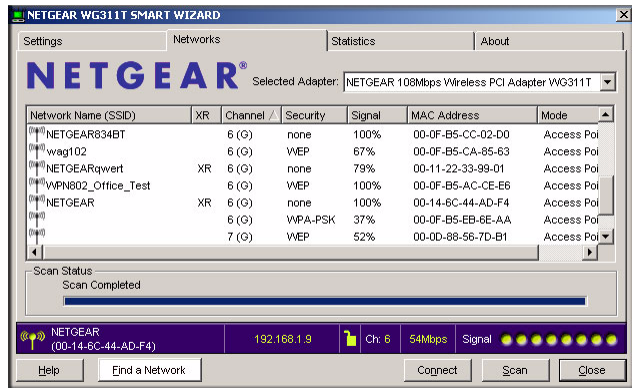 NETGEAR WG311T SMART WIZARD
Settings Networks Statistics About
NETGEAR® Selected Adapter: NETGEAR 108Mbps Wireless PCI Adapter WG311T
Network Name (SSID) XR Channel Security Signal MAC Address Mode
NETGEAR834BT 6 (G) none 100% 00-0F-B5-CC-02-D0 Access Poi
wag102 6 (G) WEP 67% 00-0F-B5-CA-85-63 Access Poi
NETGEARqwert XR 6 (G) none 79% 00-11-22-33-99-01 Access Poi
WPN802_Office_Test 6 (G) WEP 100% 00-0F-B5-AC-CE-E6 Access Poi
NETGEAR XR 6 (G) none 100% 00-14-6C-44-AD-F4 Access Poi
6 (G) WPA-PSK 37% 00-0F-B5-EB-6E-AA Access Poi
7 (G) WEP 52% 00-0D-88-56-7D-B1 Access Poi
Scan Status
Scan Completed
NETGEAR
(00-14-6C-44-AD-F4) 192.168.1.9 Ch: 6 54Mbps Signal
Help Find a Network Connect Scan Close